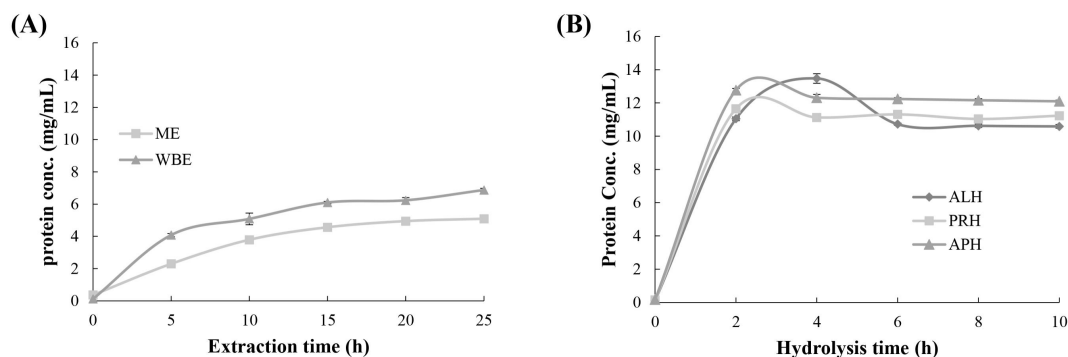 (A)
16
14
12
10
8
6
4
2
0
protein conc. (mg/mL)
ME
WBE
0 5 10 15 20 25
Extraction time (h)
(B)
16
14
12
10
8
6
4
2
0
Protein Conc. (mg/mL)
ALH
PRH
APH
0 2 4 6 8 10
Hydrolysis time (h)